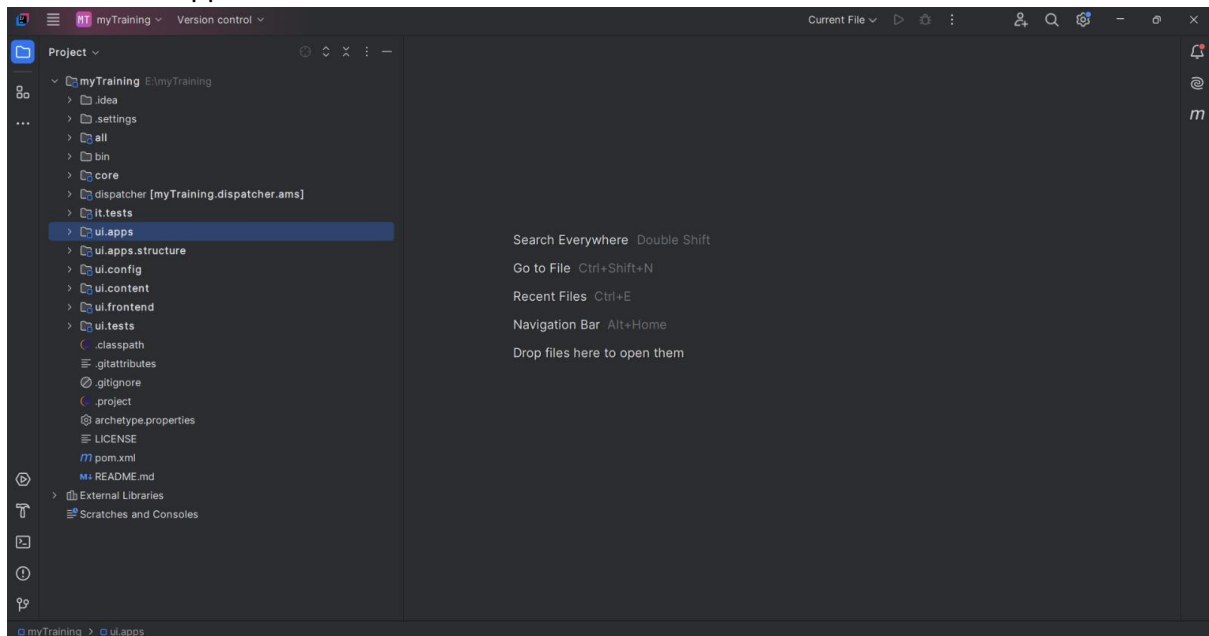 MT myTraining Version control Current File
Project
myTraining E:\myTraining
.idea
.settings
all
bin
core
dispatcher [myTraining.dispatcher.ams]
it.tests
ui.apps
ui.apps.structure
ui.config
ui.content
ui.frontend
ui.tests
.classpath
.gitattributes
.gitignore
.project
archetype.properties
LICENSE
m pom.xml
M↓ README.md
External Libraries
Scratches and Consoles
Search Everywhere Double Shift
Go to File Ctrl+Shift+N
Recent Files Ctrl+E
Navigation Bar Alt+Home
Drop files here to open them
m
myTraining > ui.apps